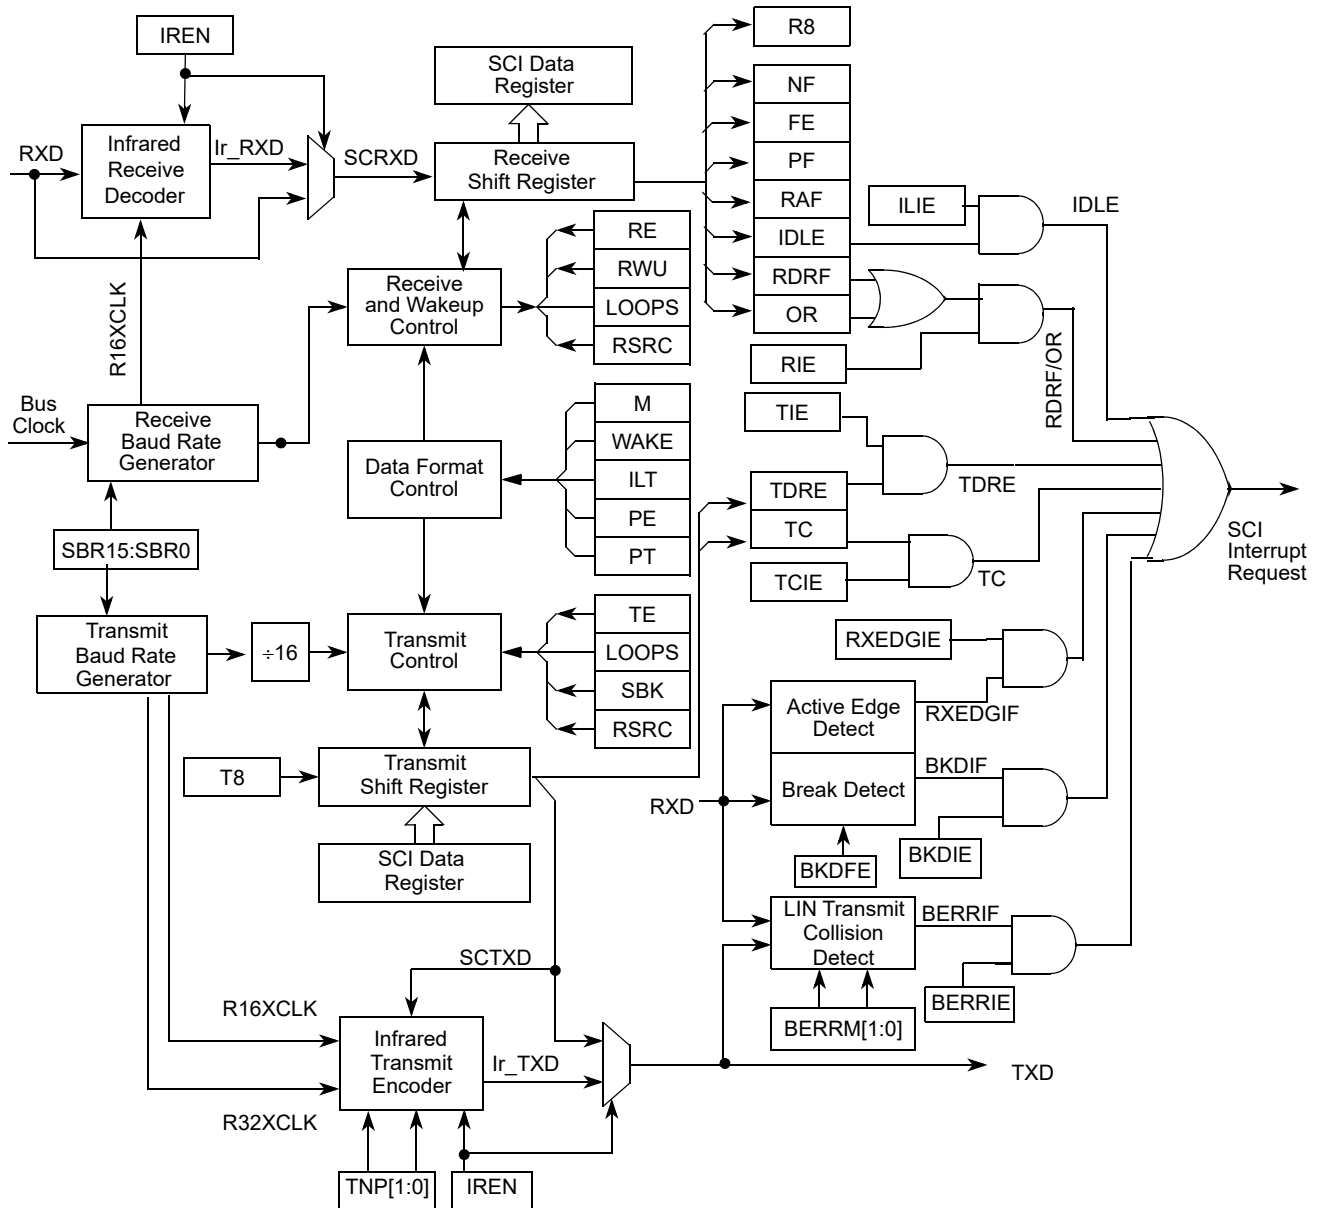 IREN
SCI Data
Register
R8
NF
FE
PF
RAF
IDLE
RDRF
OR
RXD
Infrared
Receive
Decoder
Ir_RXD
SCRXD
Receive
Shift Register
ILIE
IDLE
RE
RWU
LOOPS
RSRC
Receive
and Wakeup
Control
R16XCLK
RIE
RDRF/OR
Bus
Clock
Receive
Baud Rate
Generator
M
WAKE
ILT
PE
PT
Data Format
Control
TIE
TDRE
TC
TDRE
TCIE
TC
SCI
Interrupt
Request
SBR15:SBR0
Transmit
Baud Rate
Generator
÷16
Transmit
Control
TE
LOOPS
SBK
RSRC
RXEDGIE
Active Edge
Detect
RXEDGIF
Break Detect
BKDIF
RXD
BKDIE
BKDFE
T8
Transmit
Shift Register
SCI Data
Register
LIN Transmit
Collision
Detect
BERRIF
BERRIE
BERRM[1:0]
SCTXD
R16XCLK
Infrared
Transmit
Encoder
Ir_TXD
TXD
R32XCLK
TNP[1:0]
IREN